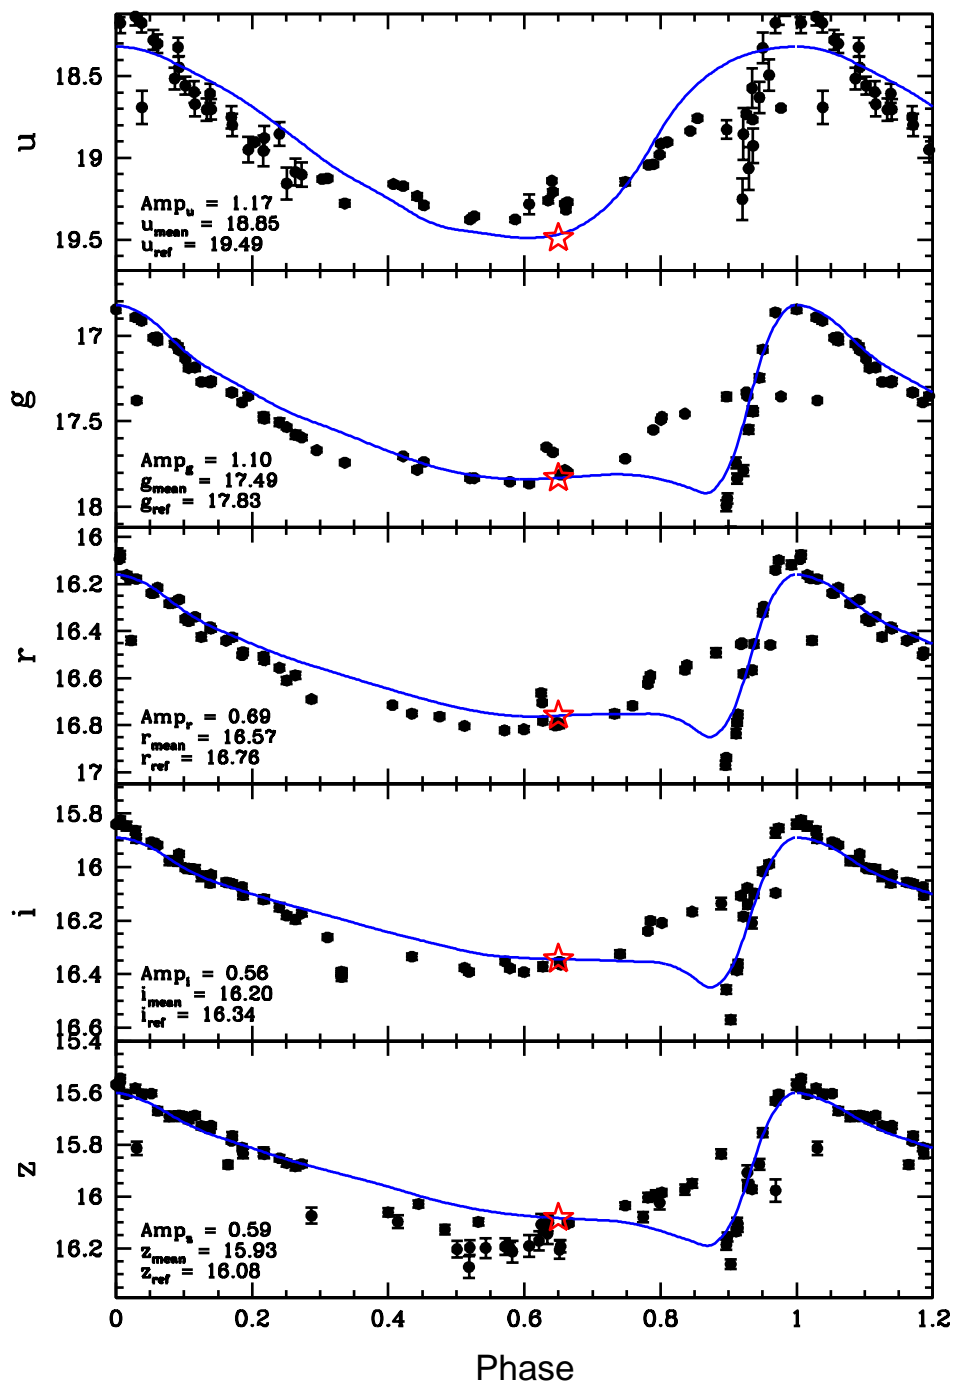 18.5
19
19.5
u
Amp_u = 1.17
u_mean = 18.85
u_ref = 19.49
17
17.5
18
g
Amp_g = 1.10
g_mean = 17.49
g_ref = 17.83
16
16.2
16.4
16.6
16.8
17
r
Amp_r = 0.69
r_mean = 16.57
r_ref = 16.76
15.8
16
16.2
16.4
16.6
i
Amp_i = 0.56
i_mean = 16.20
i_ref = 16.34
15.4
15.6
15.8
16
16.2
z
Amp_z = 0.59
z_mean = 15.93
z_ref = 16.08
0 0.2 0.4 0.6 0.8 1 1.2
Phase